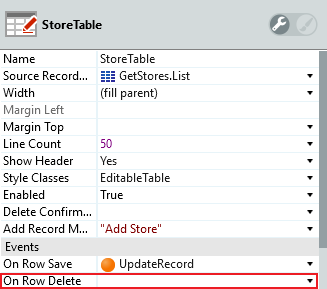 StoreTable
Name StoreTable
Source Record... GetStores.List
Width (fill parent)
Margin Left
Margin Top
Line Count 50
Show Header Yes
Style Classes EditableTable
Enabled True
Delete Confirm...
Add Record M... "Add Store"
Events
On Row Save UpdateRecord
On Row Delete